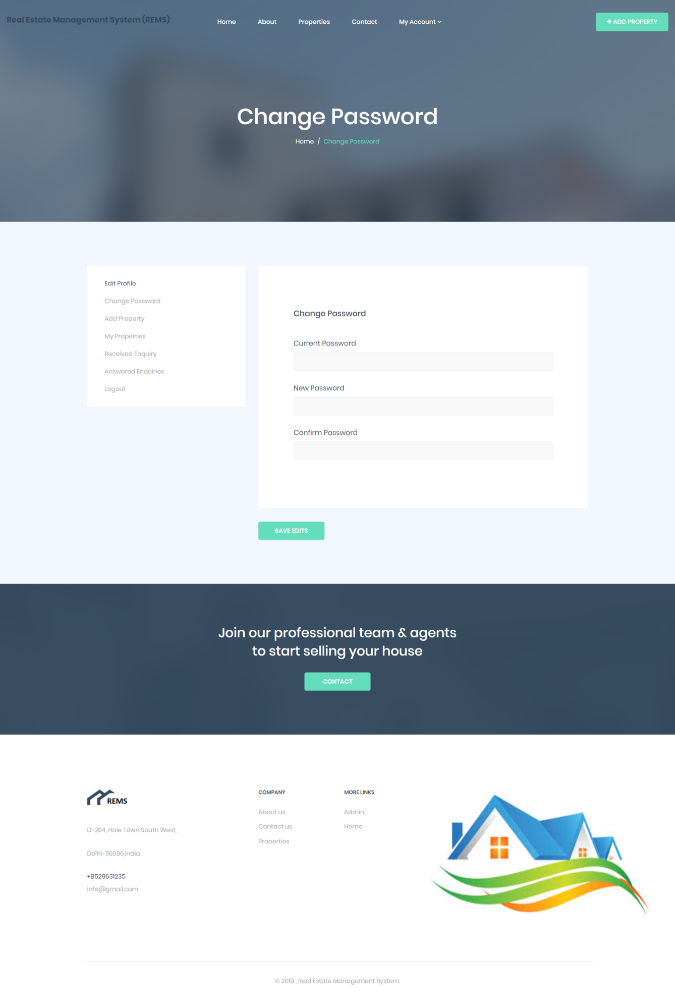 Real Estate Management System (REMS)
Home
About
Properties
Contact
My Account
ADD PROPERTY
Change Password
Home / Change Password
Edit Profile
Change Password
Add Property
My Properties
Received Enquiry
Answered Enquiries
Logout
Change Password
Current Password
New Password
Confirm Password
SAVE EDITS
Join our professional team & agents
to start selling your house
CONTACT
REMS
D-204, Hole Town South West,
Delhi-110096,India
+8529631235
info@gmail.com
COMPANY
About us
Contact us
Properties
MORE LINKS
Admin
Home
© 2019 , Real Estate Management System.